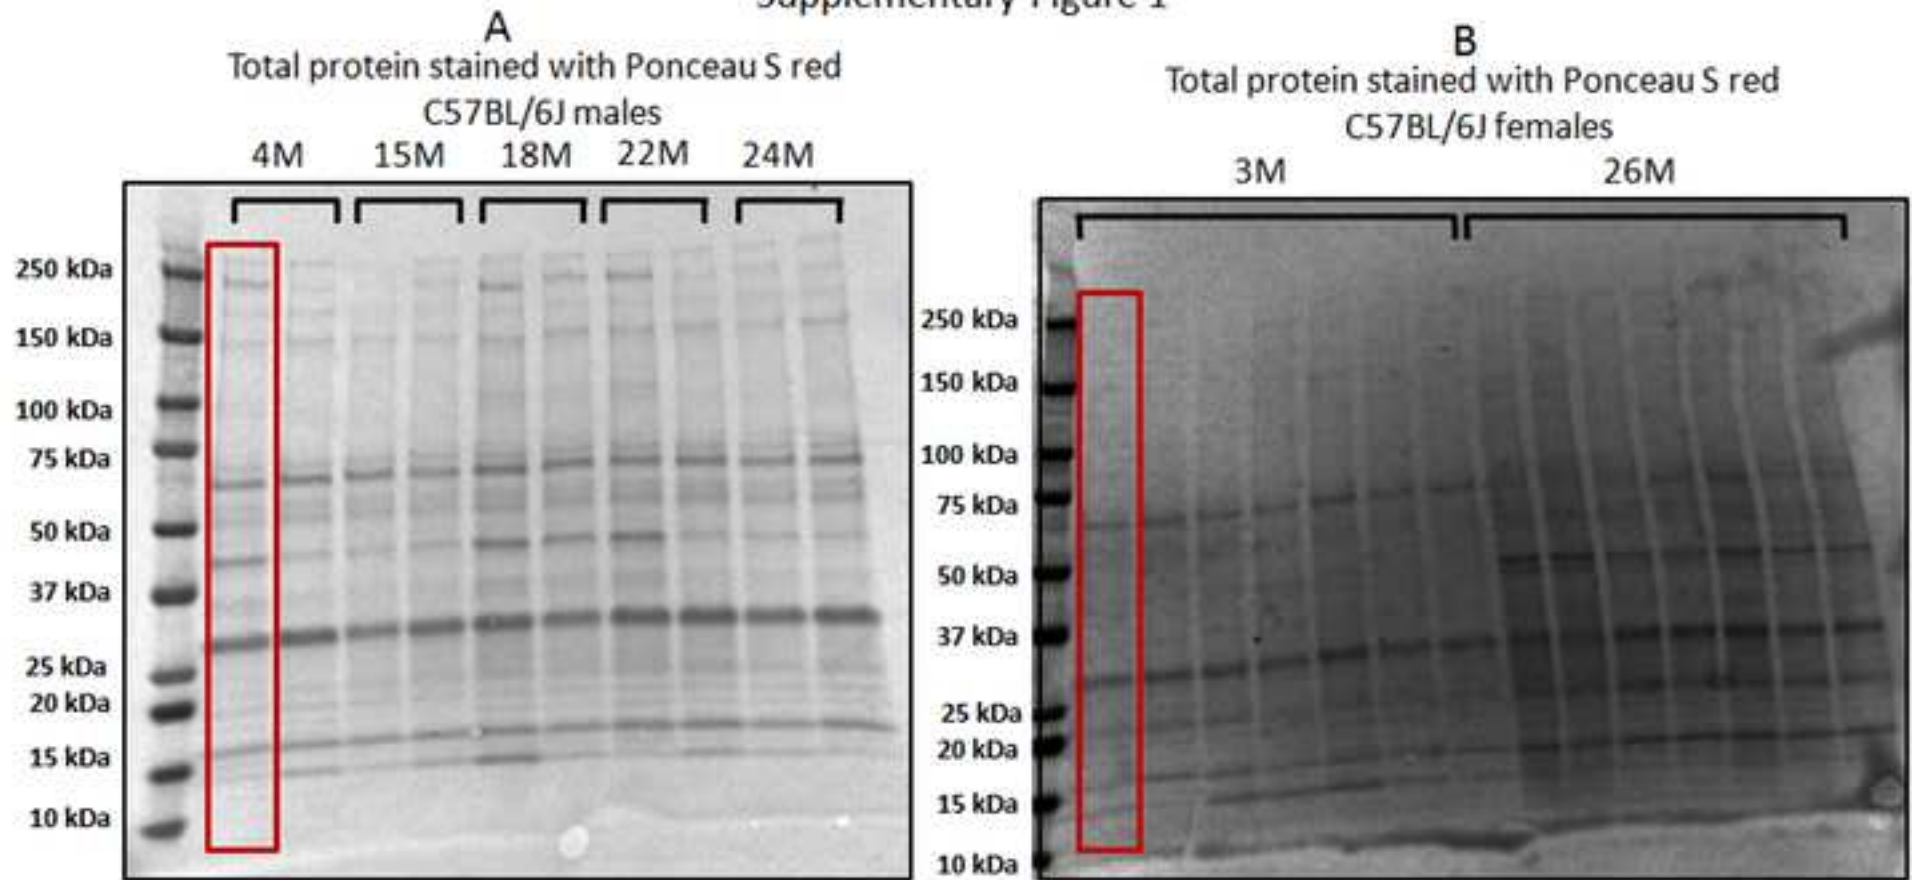 Supplementary Figure 1
A
Total protein stained with Ponceau S red
C57BL/6J males
4M 15M 18M 22M 24M
250 kDa
150 kDa
100 kDa
75 kDa
50 kDa
37 kDa
25 kDa
20 kDa
15 kDa
10 kDa
B
Total protein stained with Ponceau S red
C57BL/6J females
3M 26M
250 kDa
150 kDa
100 kDa
75 kDa
50 kDa
37 kDa
25 kDa
20 kDa
15 kDa
10 kDa